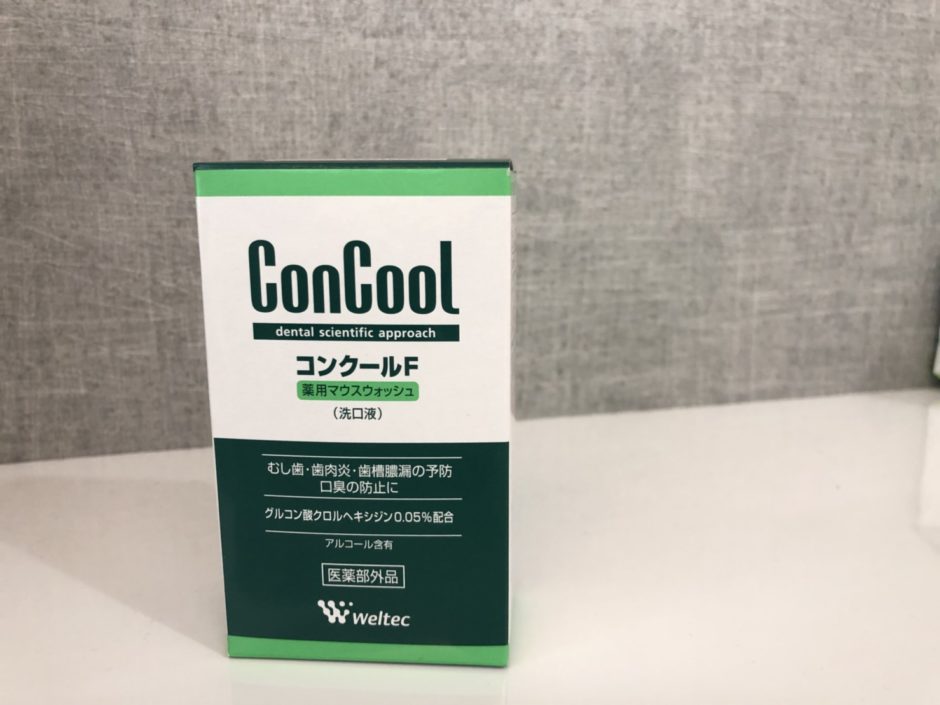 ConCool
dental scientific approach
コンクールF
薬用マウスウォッシュ
(洗口液)
むし歯・歯肉炎・歯槽膿漏の予防
口臭の防止に
グルコン酸クロルヘキシジン0.05%配合
アルコール含有
医薬部外品
weltec